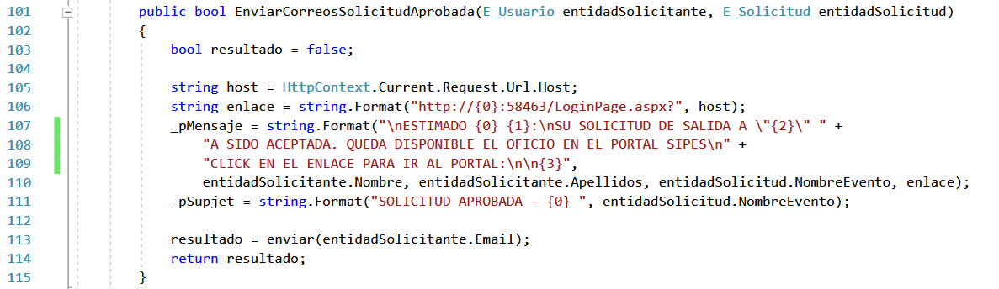 101 public bool EnviarCorreosSolicitudAprobada(E_Usuario entidadSolicitante, E_Solicitud entidadSolicitud)
102 {
103 bool resultado = false;
104
105 string host = HttpContext.Current.Request.Url.Host;
106 string enlace = string.Format("http://{0}:58463/LoginPage.aspx?", host);
107 _pMensaje = string.Format("\nESTIMADO {0} {1}:\nSU SOLICITUD DE SALIDA A \"{2}\" " +
108 "A SIDO ACEPTADA. QUEDA DISPONIBLE EL OFICIO EN EL PORTAL SIPES\n" +
109 "CLICK EN EL ENLACE PARA IR AL PORTAL:\n\n{3}",
110 entidadSolicitante.Nombre, entidadSolicitante.Apellidos, entidadSolicitud.NombreEvento, enlace);
111 _pSupjet = string.Format("SOLICITUD APROBADA - {0} ", entidadSolicitud.NombreEvento);
112
113 resultado = enviar(entidadSolicitante.Email);
114 return resultado;
115 }